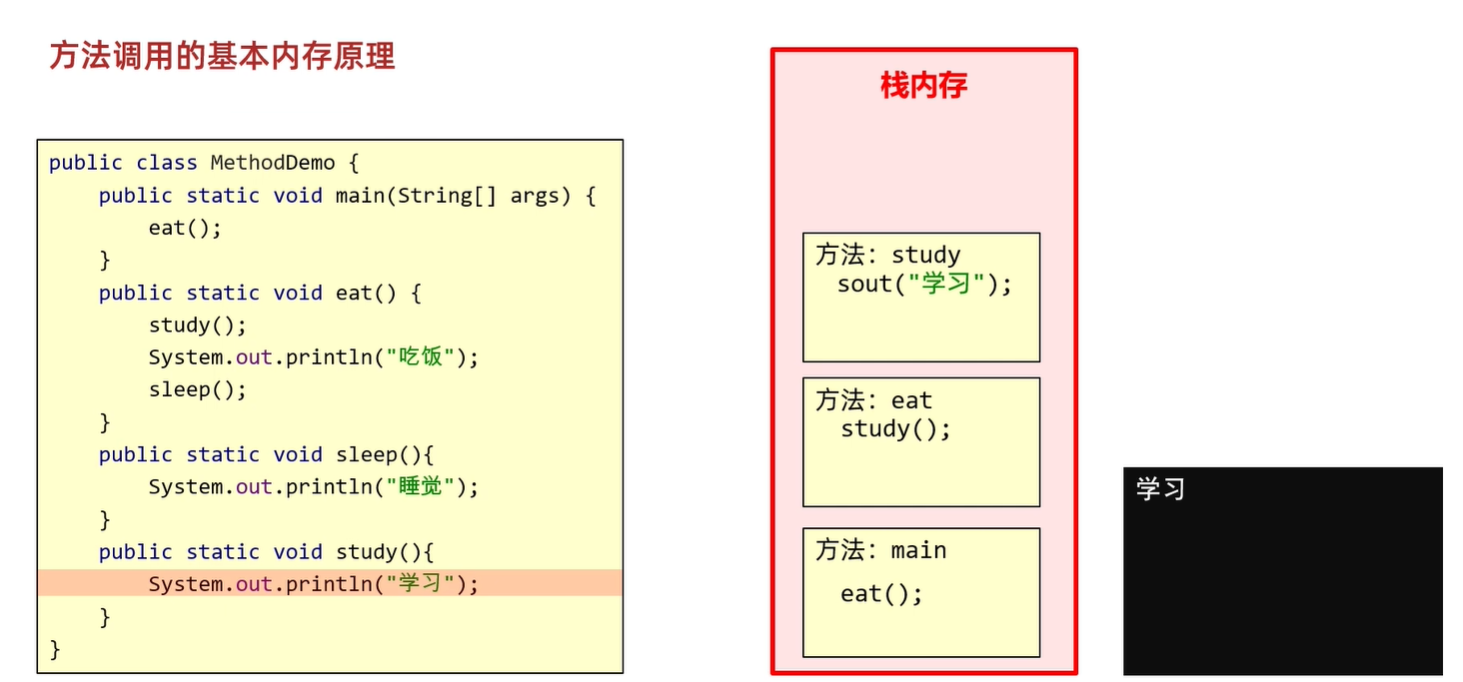 方法调用的基本内存原理
public class MethodDemo {
    public static void main(String[] args) {
        eat();
    }
    public static void eat() {
        study();
        System.out.println("吃饭");
        sleep();
    }
    public static void sleep(){
        System.out.println("睡觉");
    }
    public static void study(){
        System.out.println("学习");
    }
}
栈内存
方法：study
sout("学习");
方法：eat
study();
方法：main
eat();
学习